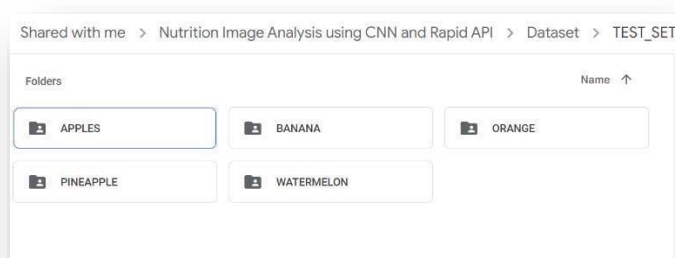 Shared with me > Nutrition Image Analysis using CNN and Rapid API > Dataset > TEST_SET
Folders Name ↑
APPLES BANANA ORANGE
PINEAPPLE WATERMELON